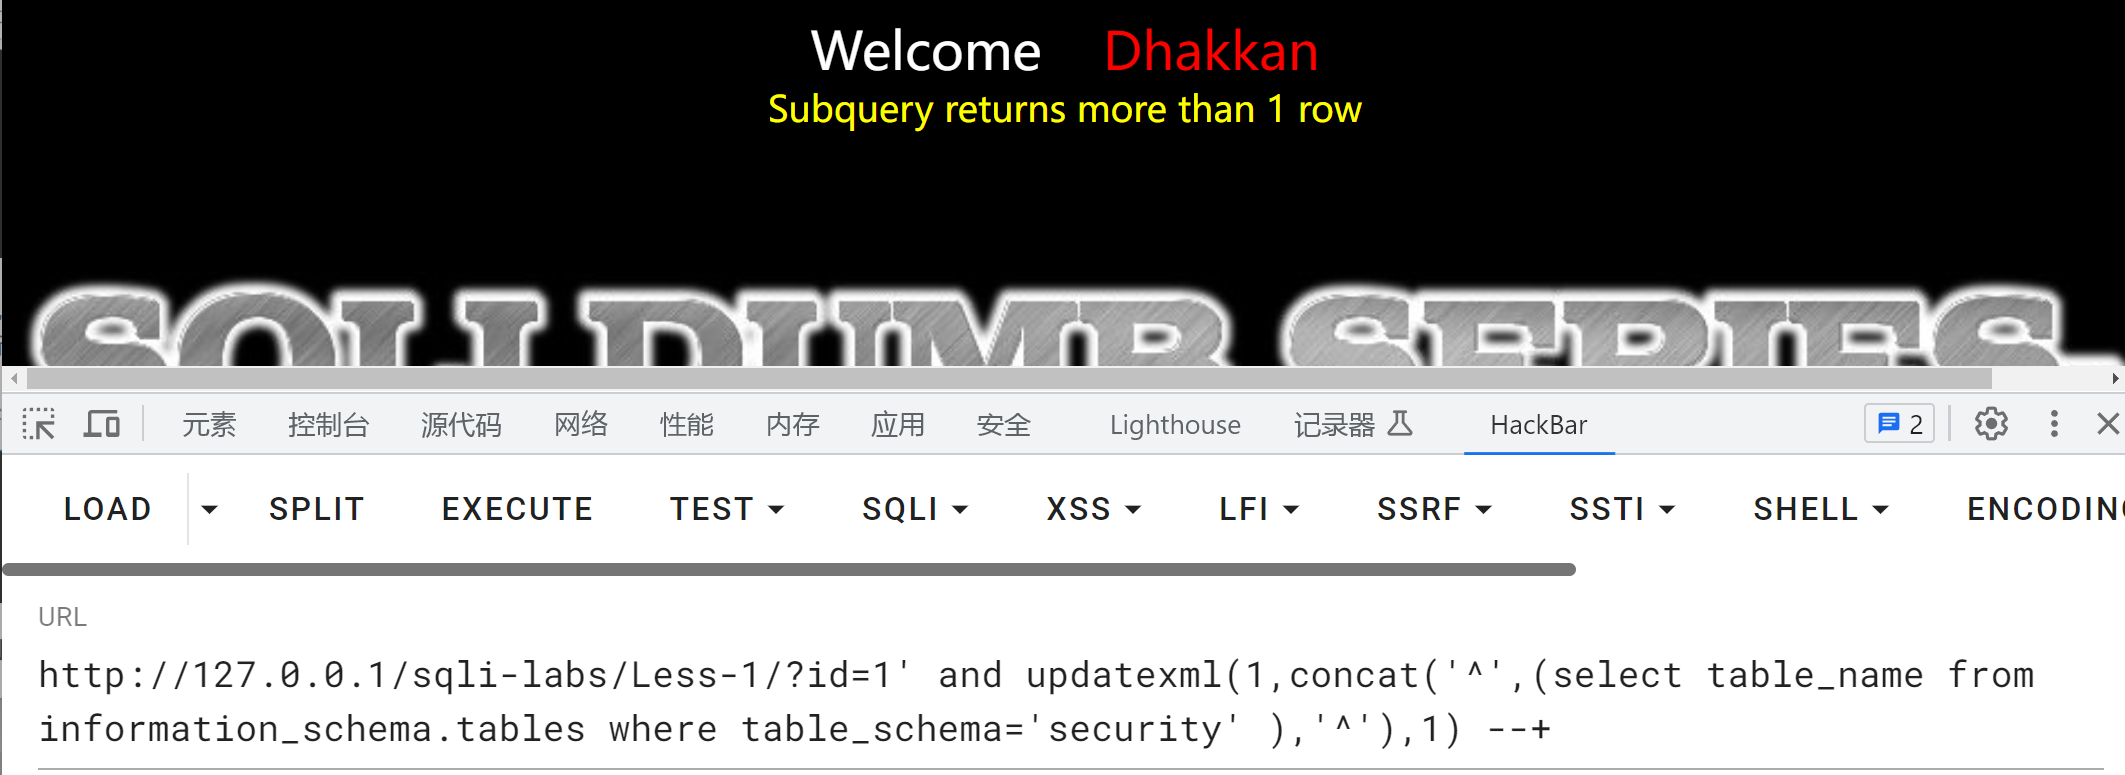 Welcome Dhakkan
Subquery returns more than 1 row
SQLI DUMB SERIES
元素 控制台 源代码 网络 性能 内存 应用 安全 Lighthouse 记录器 HackBar 2
LOAD SPLIT EXECUTE TEST SQLI XSS LFI SSRF SSTI SHELL ENCODING
URL
http://127.0.0.1/sqli-labs/Less-1/?id=1' and updatexml(1,concat('^',(select table_name from
information_schema.tables where table_schema='security' ),'^'),1) --+